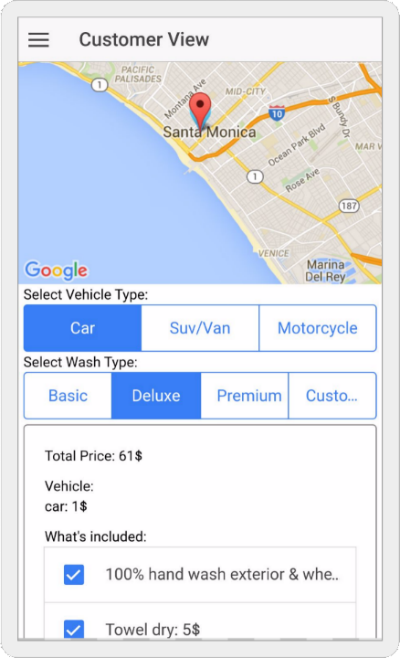 Customer View
PACIFIC
PALISADES
1
Montana Ave
MID-CITY
10
S Bundy Dr
Santa Monica
Ocean Park Blvd
MAR V
1
Rose Ave
187
VENICE
Marina
Del Rey
Google
Select Vehicle Type:
Car Suv/Van Motorcycle
Select Wash Type:
Basic Deluxe Premium Custo...
Total Price: 61$
Vehicle:
car: 1$
What's included:
100% hand wash exterior & whe..
Towel dry: 5$